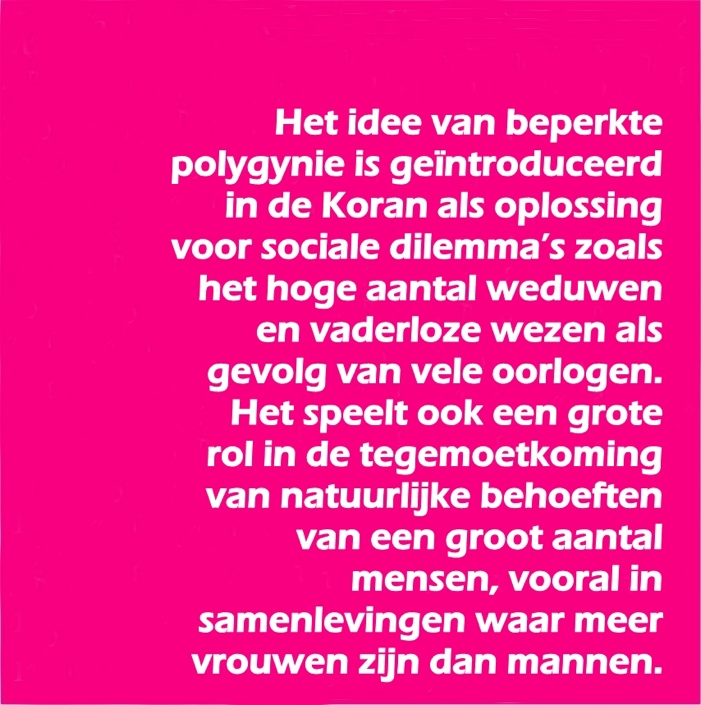 Het idee van beperkte
polygynie is geïntroduceerd
in de Koran als oplossing
voor sociale dilemma’s zoals
het hoge aantal weduwen
en vaderloze wezen als
gevolg van vele oorlogen.
Het speelt ook een grote
rol in de tegemoetkoming
van natuurlijke behoeften
van een groot aantal
mensen, vooral in
samenlevingen waar meer
vrouwen zijn dan mannen.